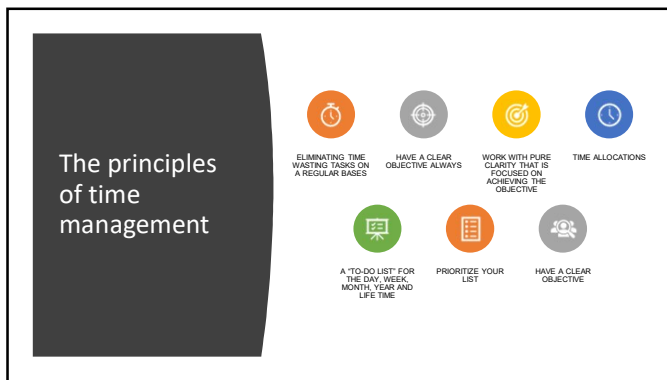 The principles
of time
management
ELIMINATING TIME
WASTING TASKS ON
A REGULAR BASES
HAVE A CLEAR
OBJECTIVE ALWAYS
WORK WITH PURE
CLARITY THAT IS
FOCUSED ON
ACHIEVING THE
OBJECTIVE
TIME ALLOCATIONS
A "TO-DO LIST" FOR
THE DAY, WEEK,
MONTH, YEAR AND
LIFE TIME
PRIORITIZE YOUR
LIST
HAVE A CLEAR
OBJECTIVE